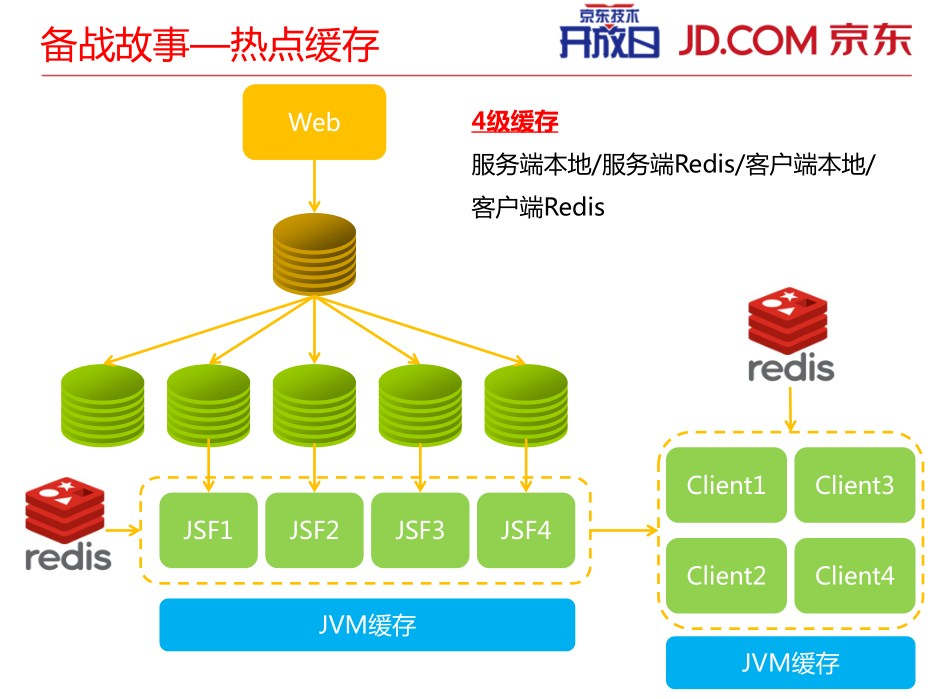 备战故事—热点缓存
京东技术
开放日
JD.COM 京东
Web
4级缓存
服务端本地/服务端Redis/客户端本地/
客户端Redis
redis
redis
JSF1
JSF2
JSF3
JSF4
JVM缓存
Client1
Client3
Client2
Client4
JVM缓存